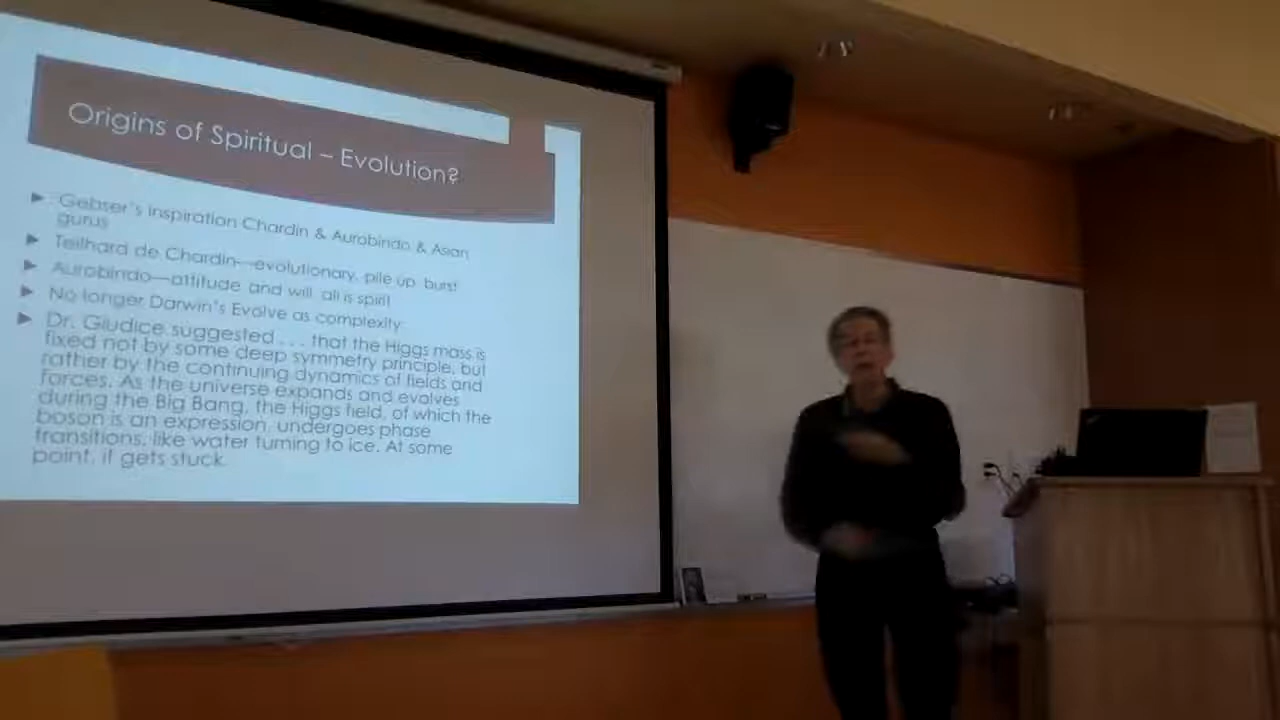 Origins of Spiritual – Evolution?
Gebser's Inspiration Chardin & Aurobindo & Asian
gurus
Teilhard de Chardin—evolutionary, pile up, burst
Aurobindo—attitude and will, all is spirit
No longer Darwin's Evolve as complexity:
Dr. Giudice suggested . . . that the Higgs mass is
fixed not by some deep symmetry principle, but
rather by the continuing dynamics of fields and
forces. As the universe expands and evolves
during the Big Bang, the Higgs field, of which the
boson is an expression, undergoes phase
transitions, like water turning to ice. At some
point, it gets stuck.